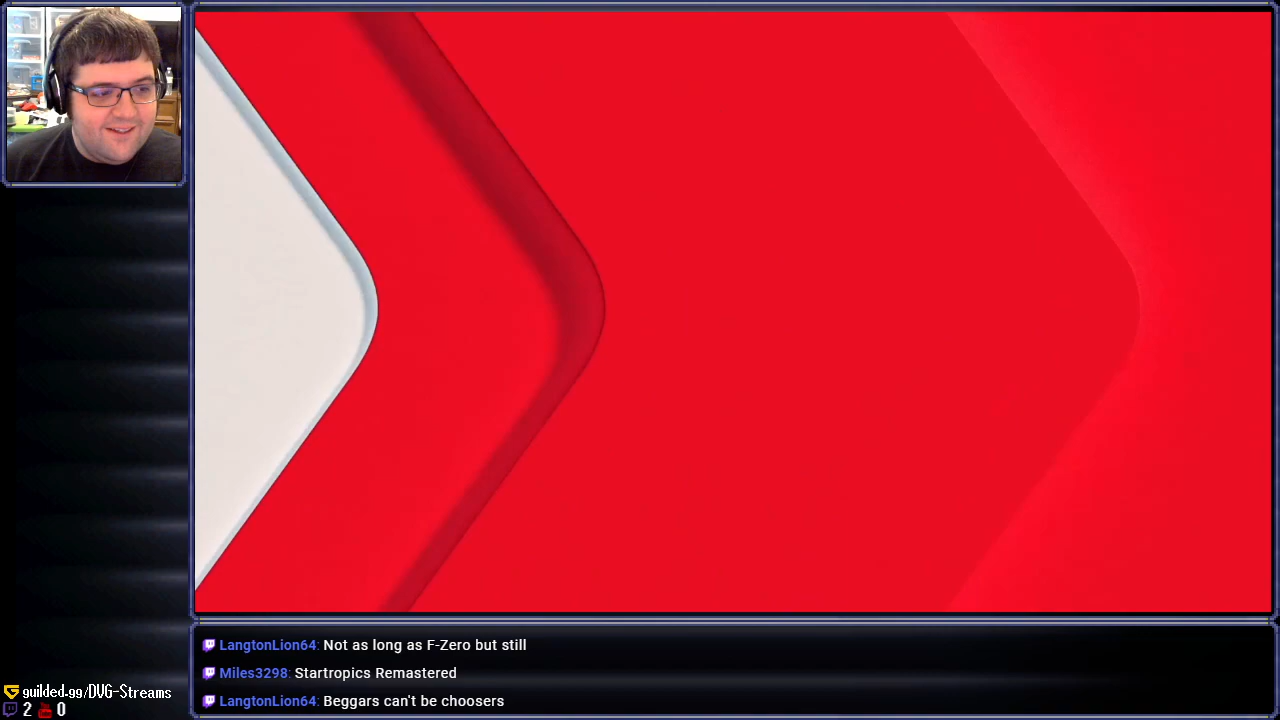 LangtonLion64: Not as long as F-Zero but still
Miles3298: Startropics Remastered
LangtonLion64: Beggars can't be choosers
guilded.gg/DVG-Streams
2 0